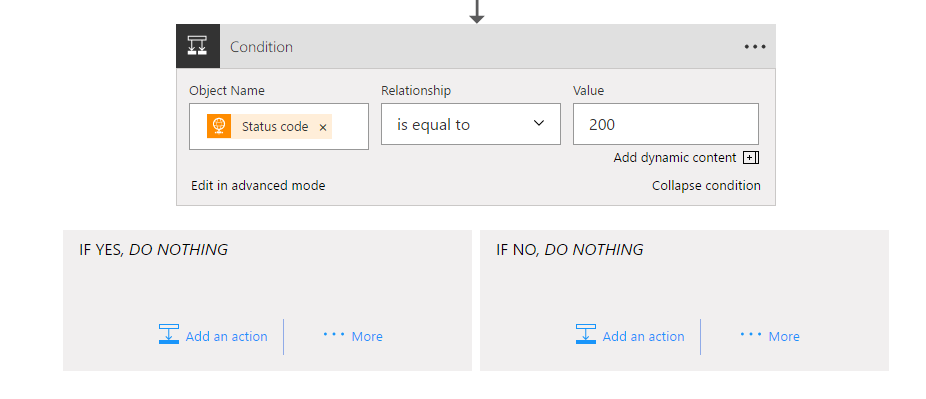 Condition
Object Name Relationship Value
Status code × is equal to 200
Add dynamic content
Edit in advanced mode Collapse condition
IF YES, DO NOTHING IF NO, DO NOTHING
Add an action ··· More Add an action ··· More